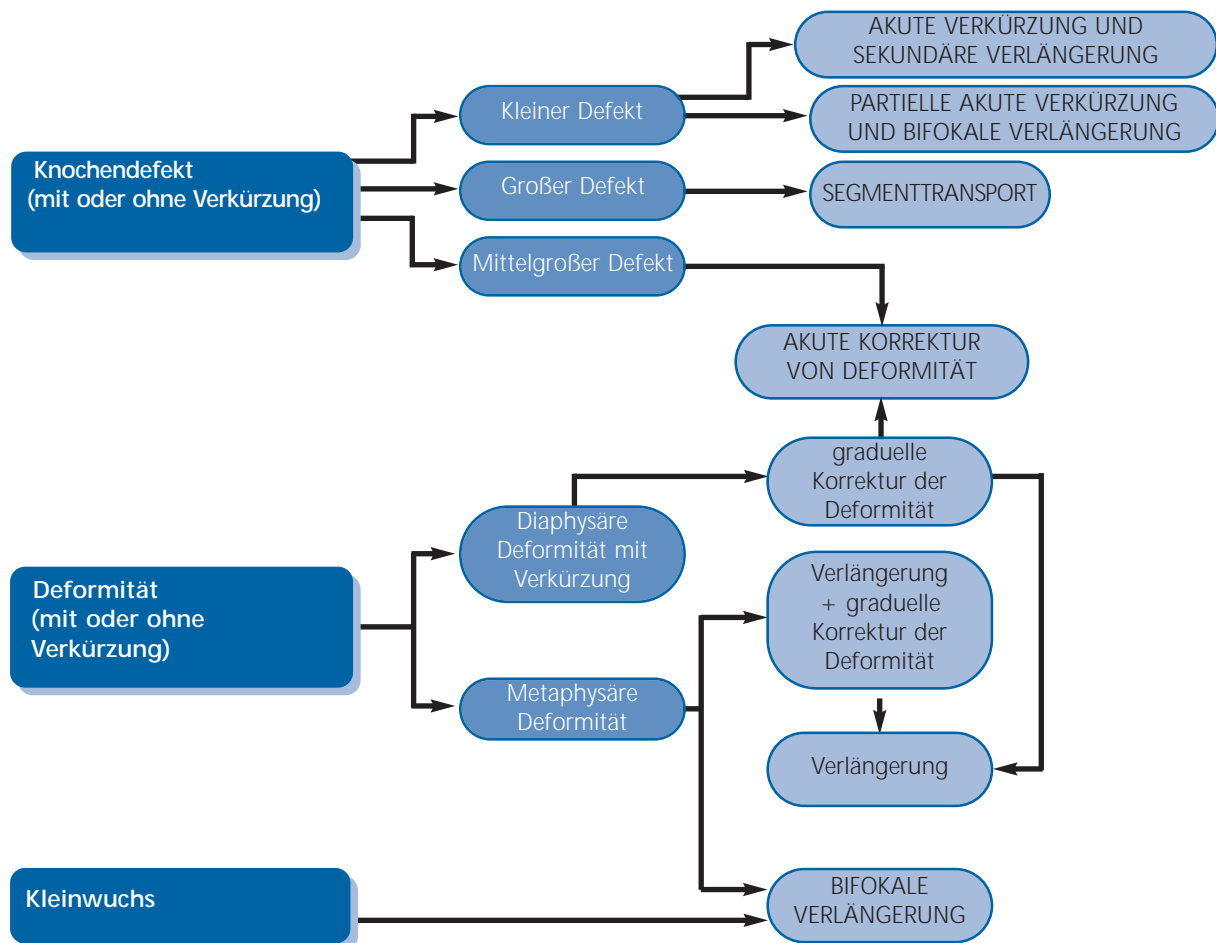 AKUTE VERKÜRZUNG UND
SEKUNDÄRE VERLÄNGERUNG
Kleiner Defekt
PARTIELLE AKUTE VERKÜRZUNG
UND BIFOKALE VERLÄNGERUNG
Knochendefekt
(mit oder ohne Verkürzung)
Großer Defekt
SEGMENTTRANSPORT
Mittelgroßer Defekt
AKUTE KORREKTUR
VON DEFORMITÄT
graduelle
Korrektur der
Deformität
Diaphysäre
Deformität mit
Verkürzung
Deformität
(mit oder ohne
Verkürzung)
Verlängerung
+ graduelle
Korrektur der
Deformität
Metaphysäre
Deformität
Verlängerung
Kleinwuchs
BIFOKALE
VERLÄNGERUNG